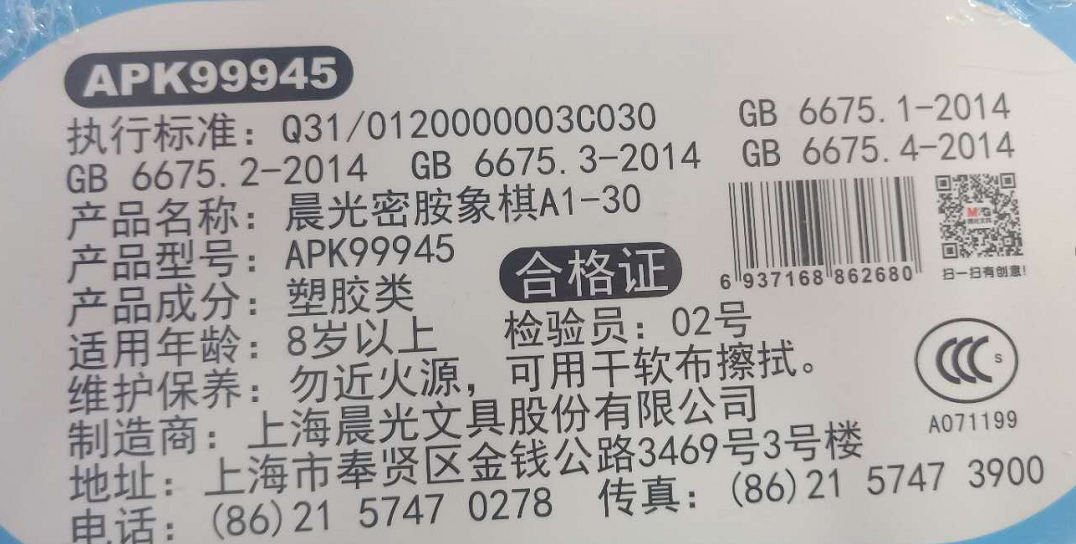 APK99945
执行标准：Q31/0120000003C030 GB 6675.1-2014
GB 6675.2-2014 GB 6675.3-2014 GB 6675.4-2014
产品名称：晨光密胺象棋A1-30
产品型号：APK99945
产品成分：塑胶类
合格证
6 937168 862680
M&G
扫一扫有创意！
适用年龄：8岁以上 检验员：02号
维护保养：勿近火源，可用干软布擦拭。
CCC S
A071199
制造商：上海晨光文具股份有限公司
地址：上海市奉贤区金钱公路3469号3号楼
电话：(86)21 5747 0278 传真：(86)21 5747 3900